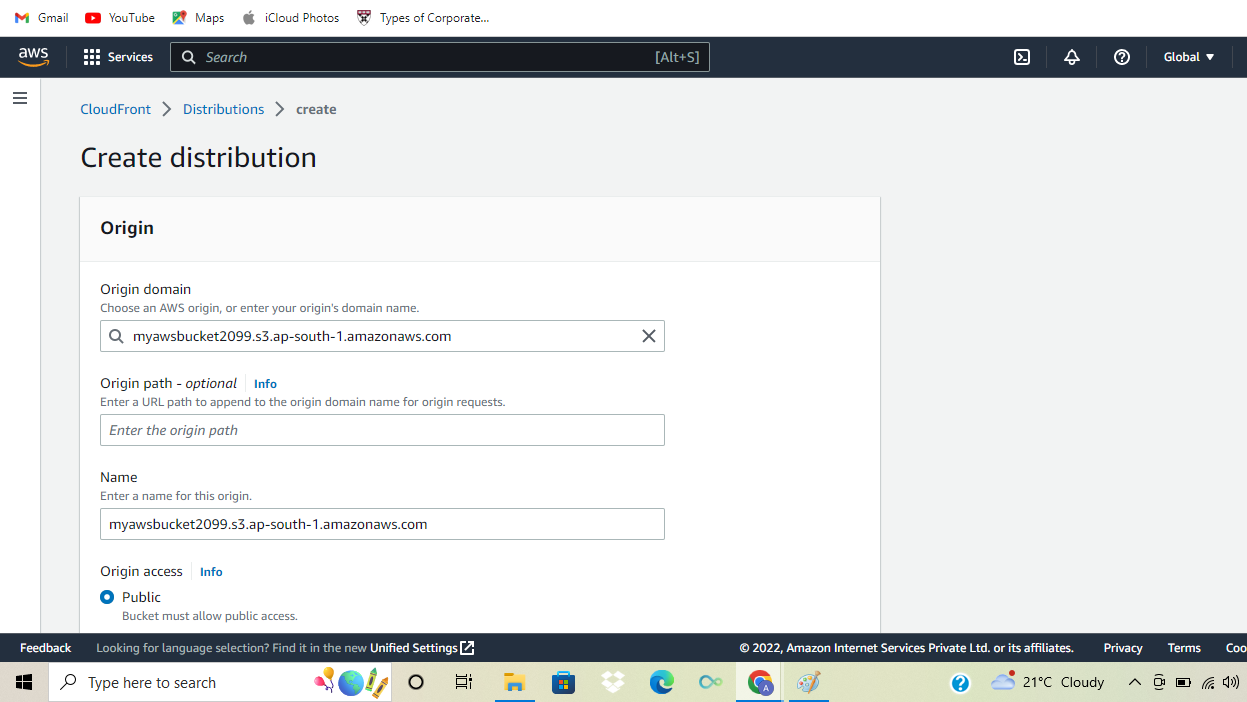 Gmail YouTube Maps iCloud Photos Types of Corporate...
aws Services Search [Alt+S] Global ▼
CloudFront > Distributions > create
Create distribution
Origin
Origin domain
Choose an AWS origin, or enter your origin's domain name.
myawsbucket2099.s3.ap-south-1.amazonaws.com
Origin path - optional Info
Enter a URL path to append to the origin domain name for origin requests.
Enter the origin path
Name
Enter a name for this origin.
myawsbucket2099.s3.ap-south-1.amazonaws.com
Origin access Info
Public
Bucket must allow public access.
Feedback Looking for language selection? Find it in the new Unified Settings © 2022, Amazon Internet Services Private Ltd. or its affiliates. Privacy Terms Coo
Type here to search 21°C Cloudy